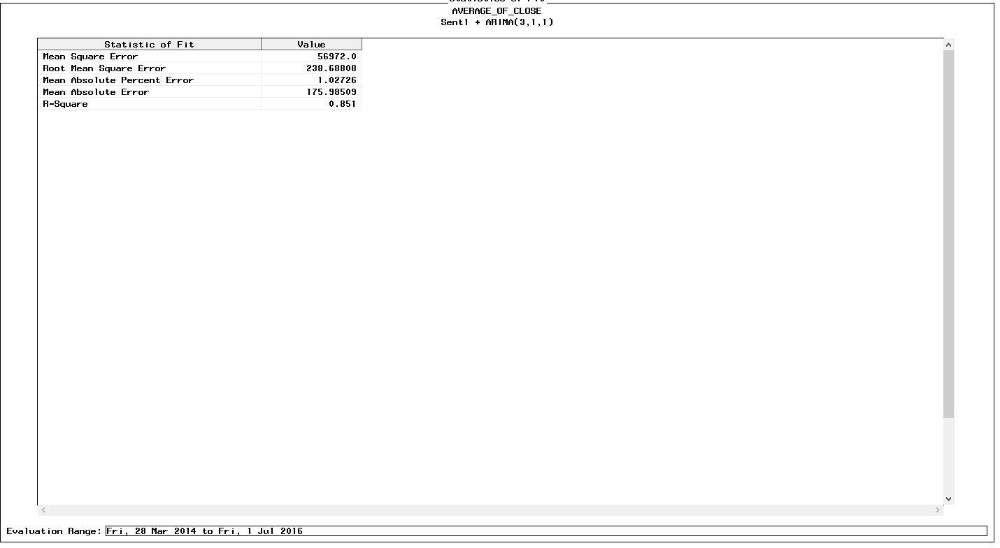 AVERAGE_OF_CLOSE
Sent1 + ARIMA(3,1,1)
Statistic of Fit Value
Mean Square Error 56972.0
Root Mean Square Error 238.68808
Mean Absolute Percent Error 1.02726
Mean Absolute Error 175.98509
R-Square 0.851
Evaluation Range: Fri, 28 Mar 2014 to Fri, 1 Jul 2016